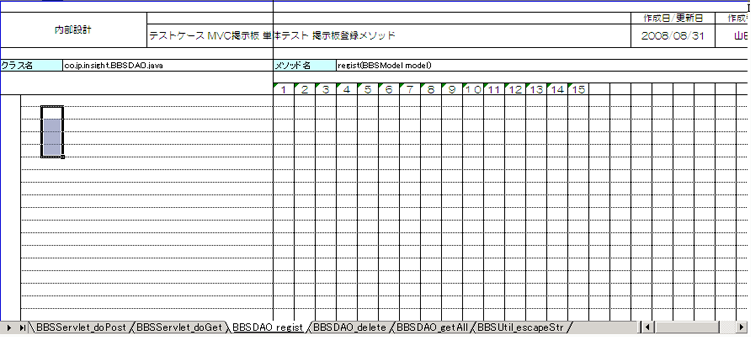 作成日/更新日 作成
内部設計
テストケース MVC掲示板 単体テスト 掲示板登録メソッド 2008/08/31 山田
クラス名 co.jp.insight.BBSDAO.java メソッド名 regist(BBSModel model)
1 2 3 4 5 6 7 8 9 10 11 12 13 14 15
BBSServlet_doPost BBSServlet_doGet BBSDAO_regist BBSDAO_delete BBSDAO_getAll BBSUtil_escapeStr